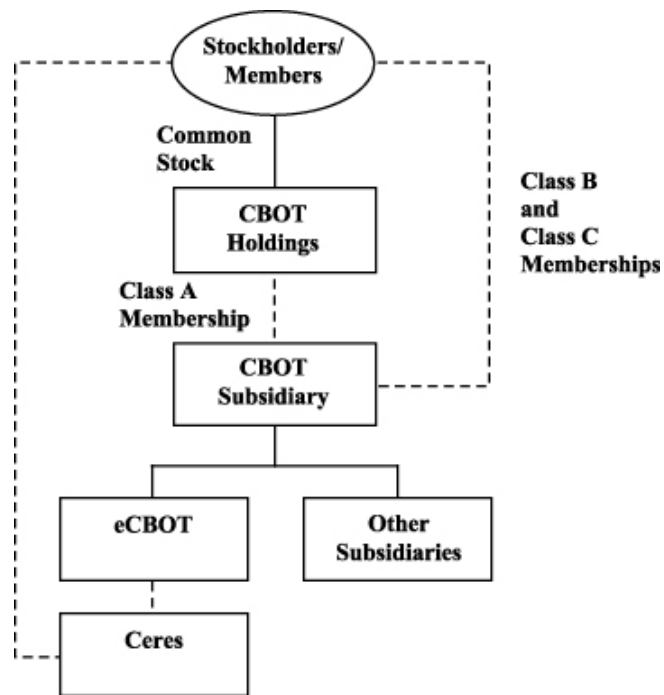 Stockholders/
Members
Common
Stock
Class B
and
Class C
Memberships
CBOT
Holdings
Class A
Membership
CBOT
Subsidiary
eCBOT
Other
Subsidiaries
Ceres